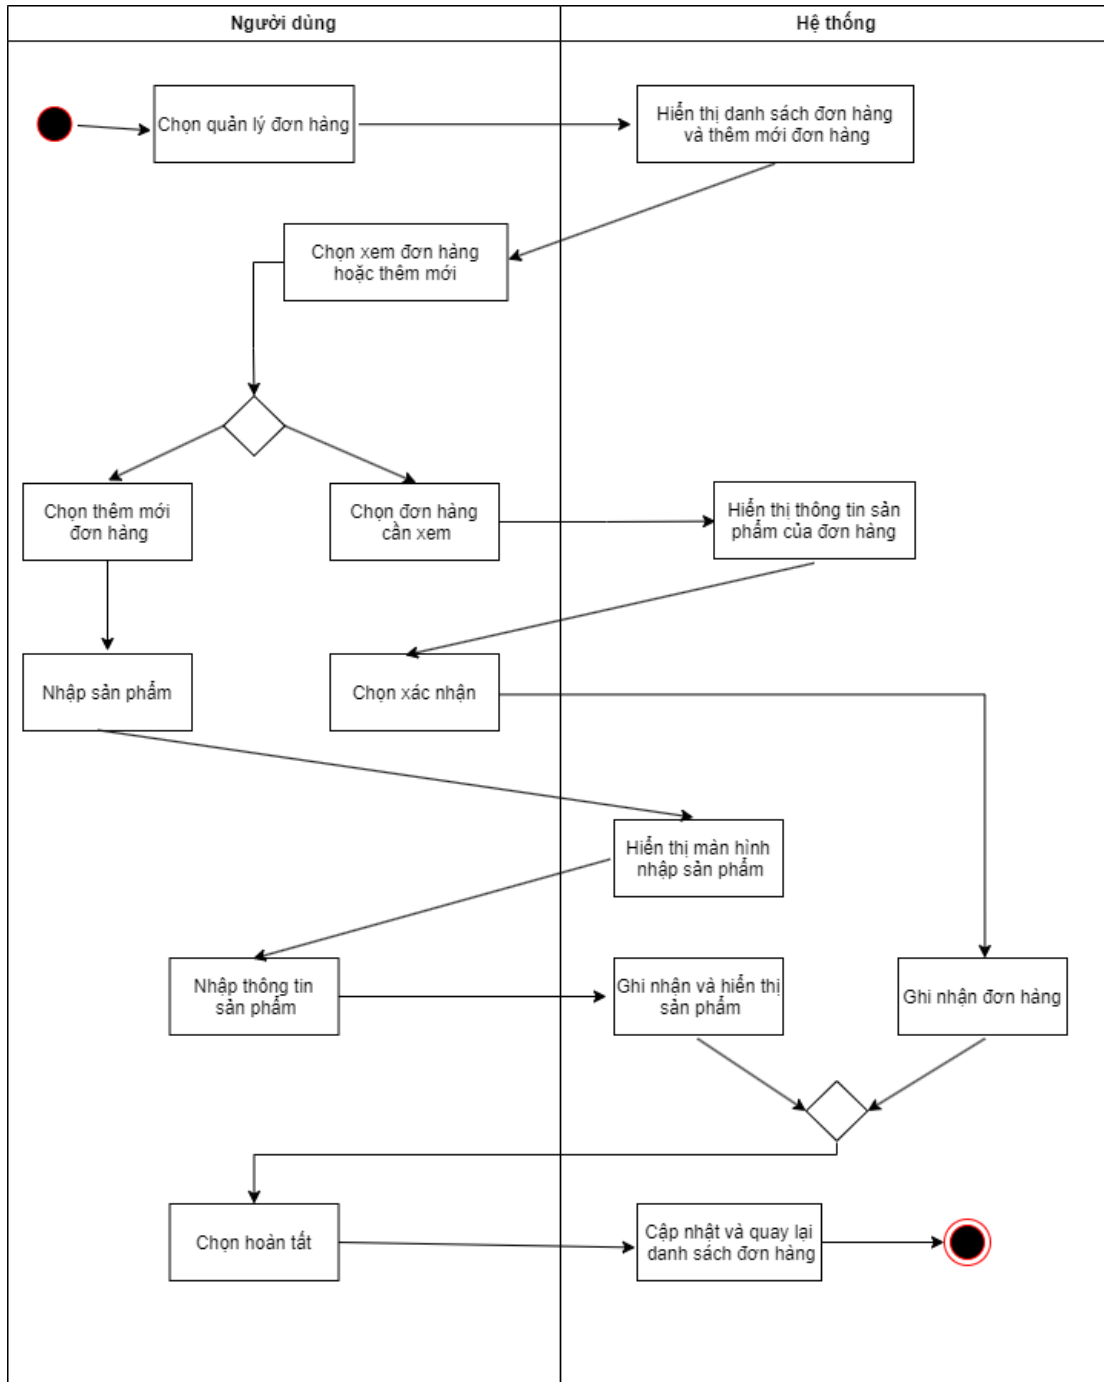 Người dùng
Hệ thống
Chọn quản lý đơn hàng
Hiển thị danh sách đơn hàng
và thêm mới đơn hàng
Chọn xem đơn hàng
hoặc thêm mới
Chọn thêm mới
đơn hàng
Chọn đơn hàng
cần xem
Hiển thị thông tin sản
phẩm của đơn hàng
Nhập sản phẩm
Chọn xác nhận
Hiển thị màn hình
nhập sản phẩm
Nhập thông tin
sản phẩm
Ghi nhận và hiển thị
sản phẩm
Ghi nhận đơn hàng
Chọn hoàn tất
Cập nhật và quay lại
danh sách đơn hàng